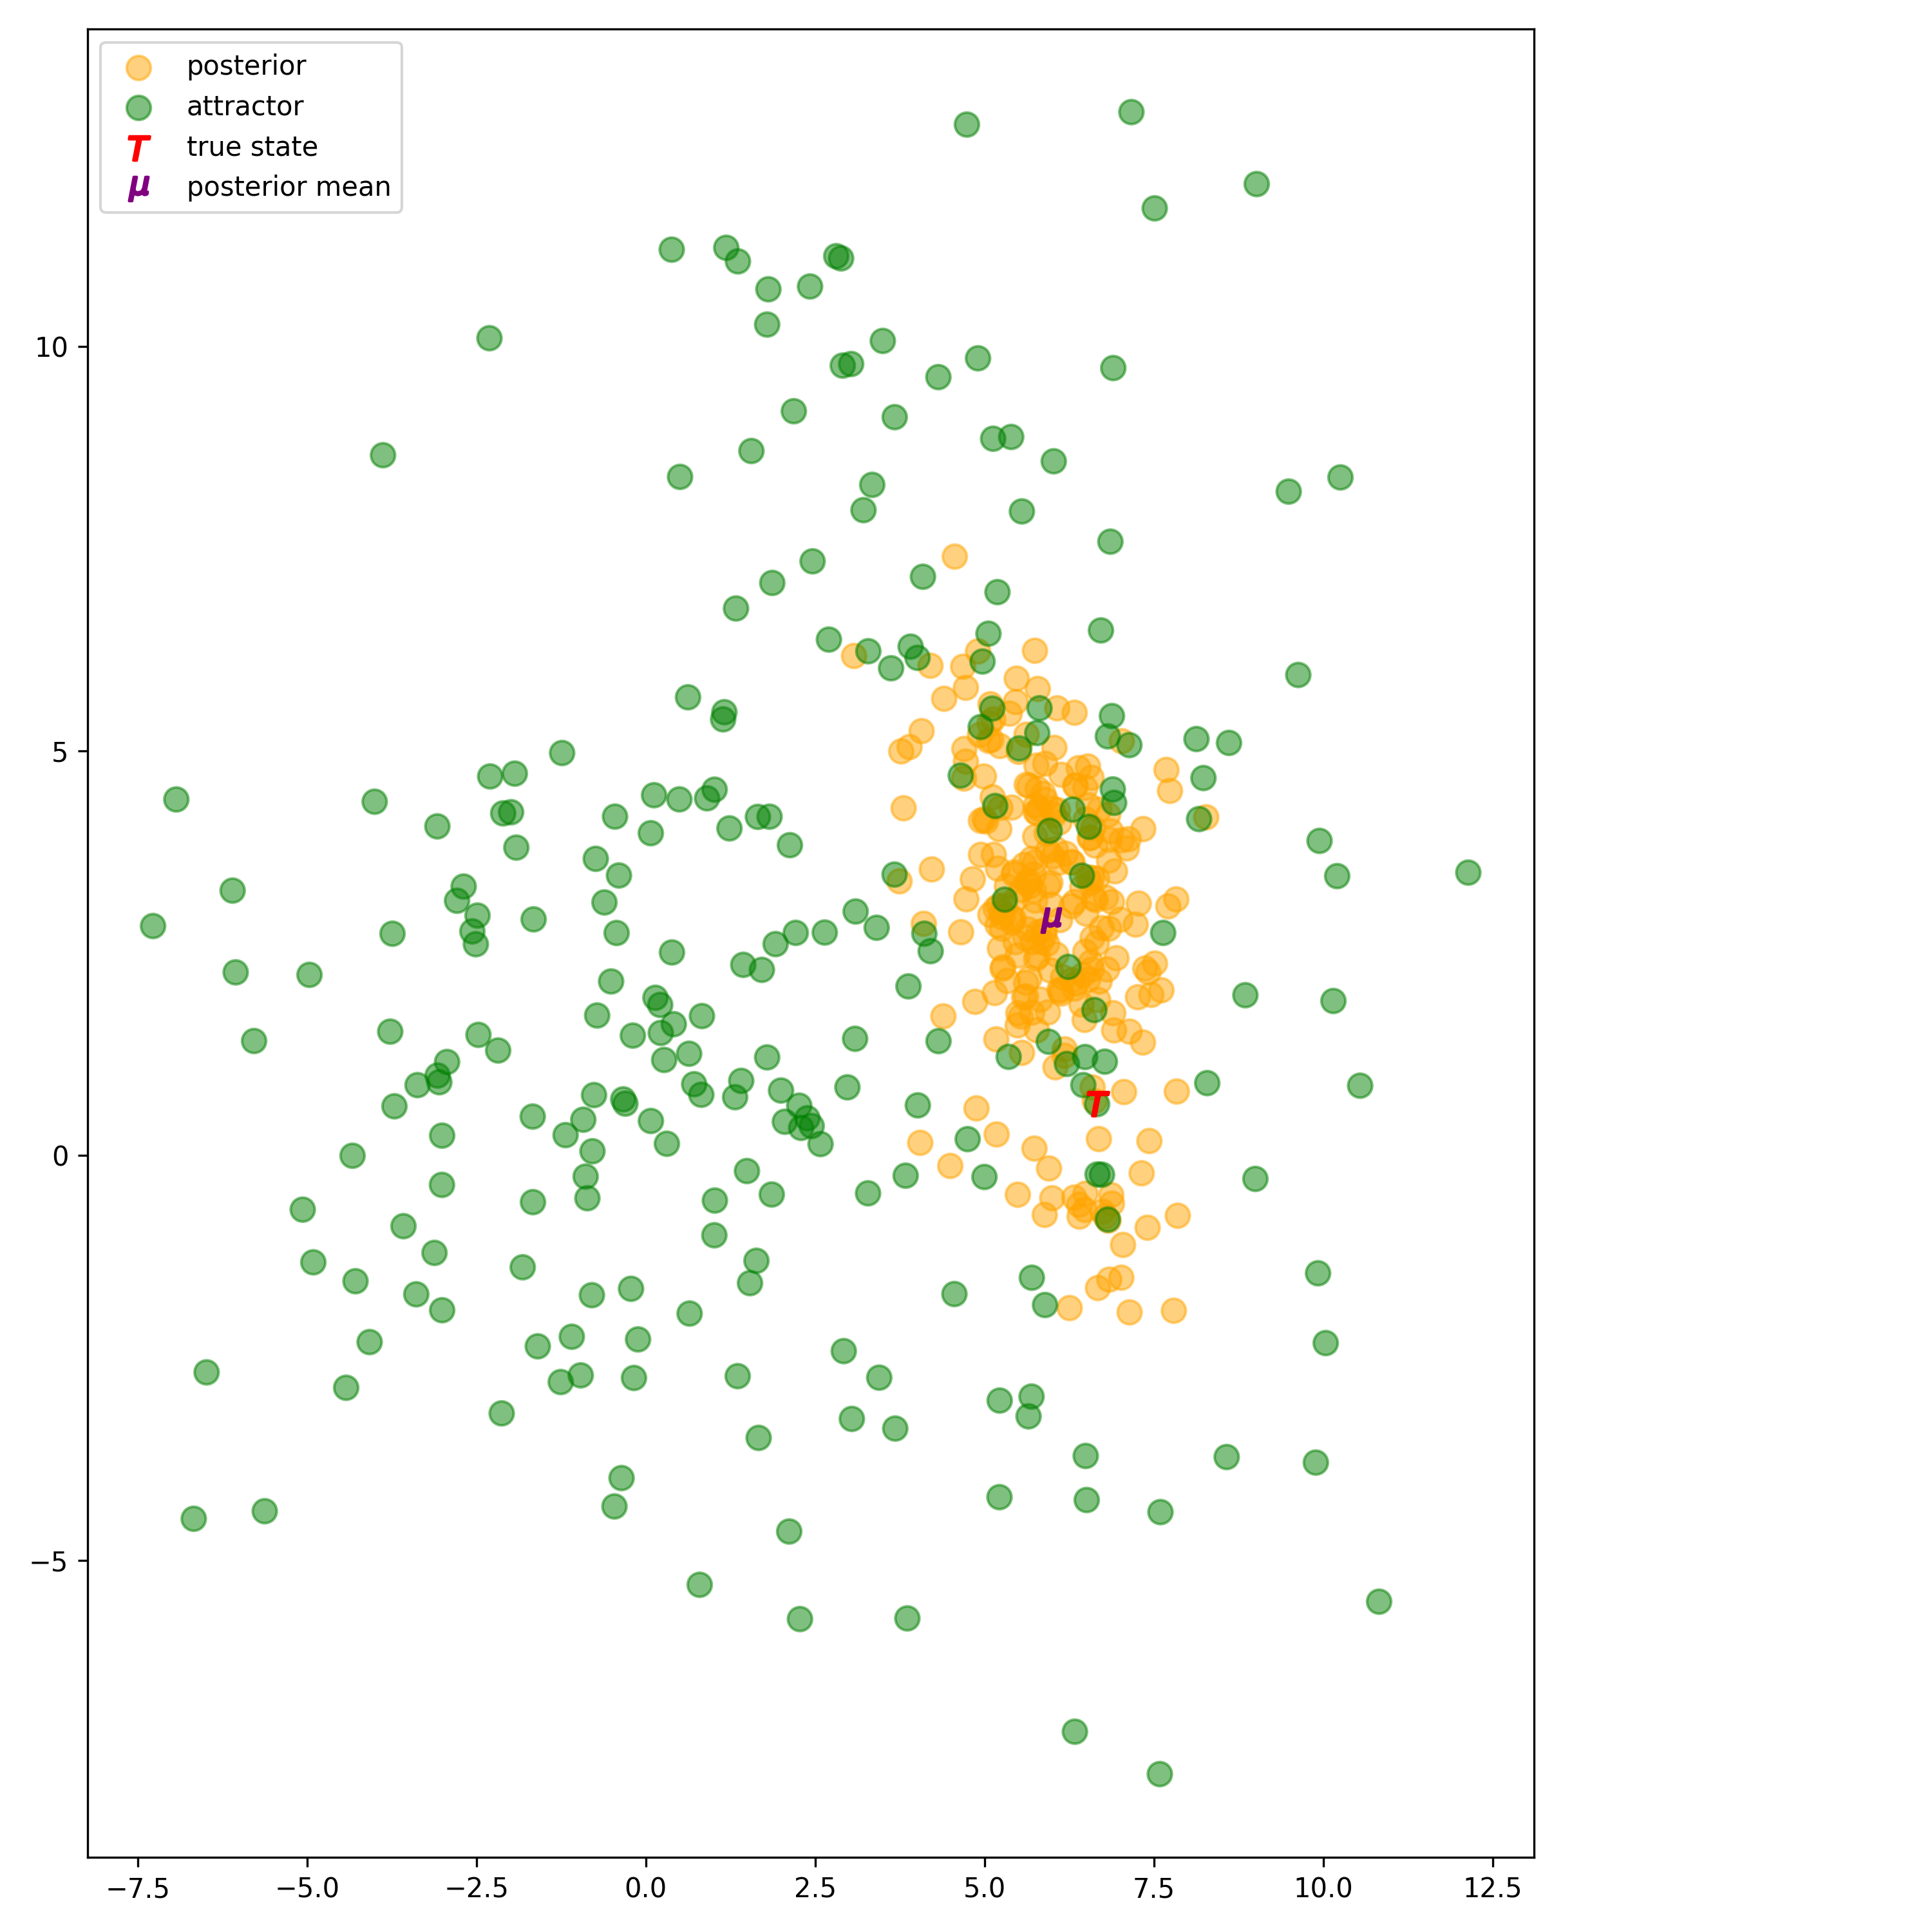 posterior
attractor
T true state
μ posterior mean
10
5
0
−5
−7.5 −5.0 −2.5 0.0 2.5 5.0 7.5 10.0 12.5
μ
T